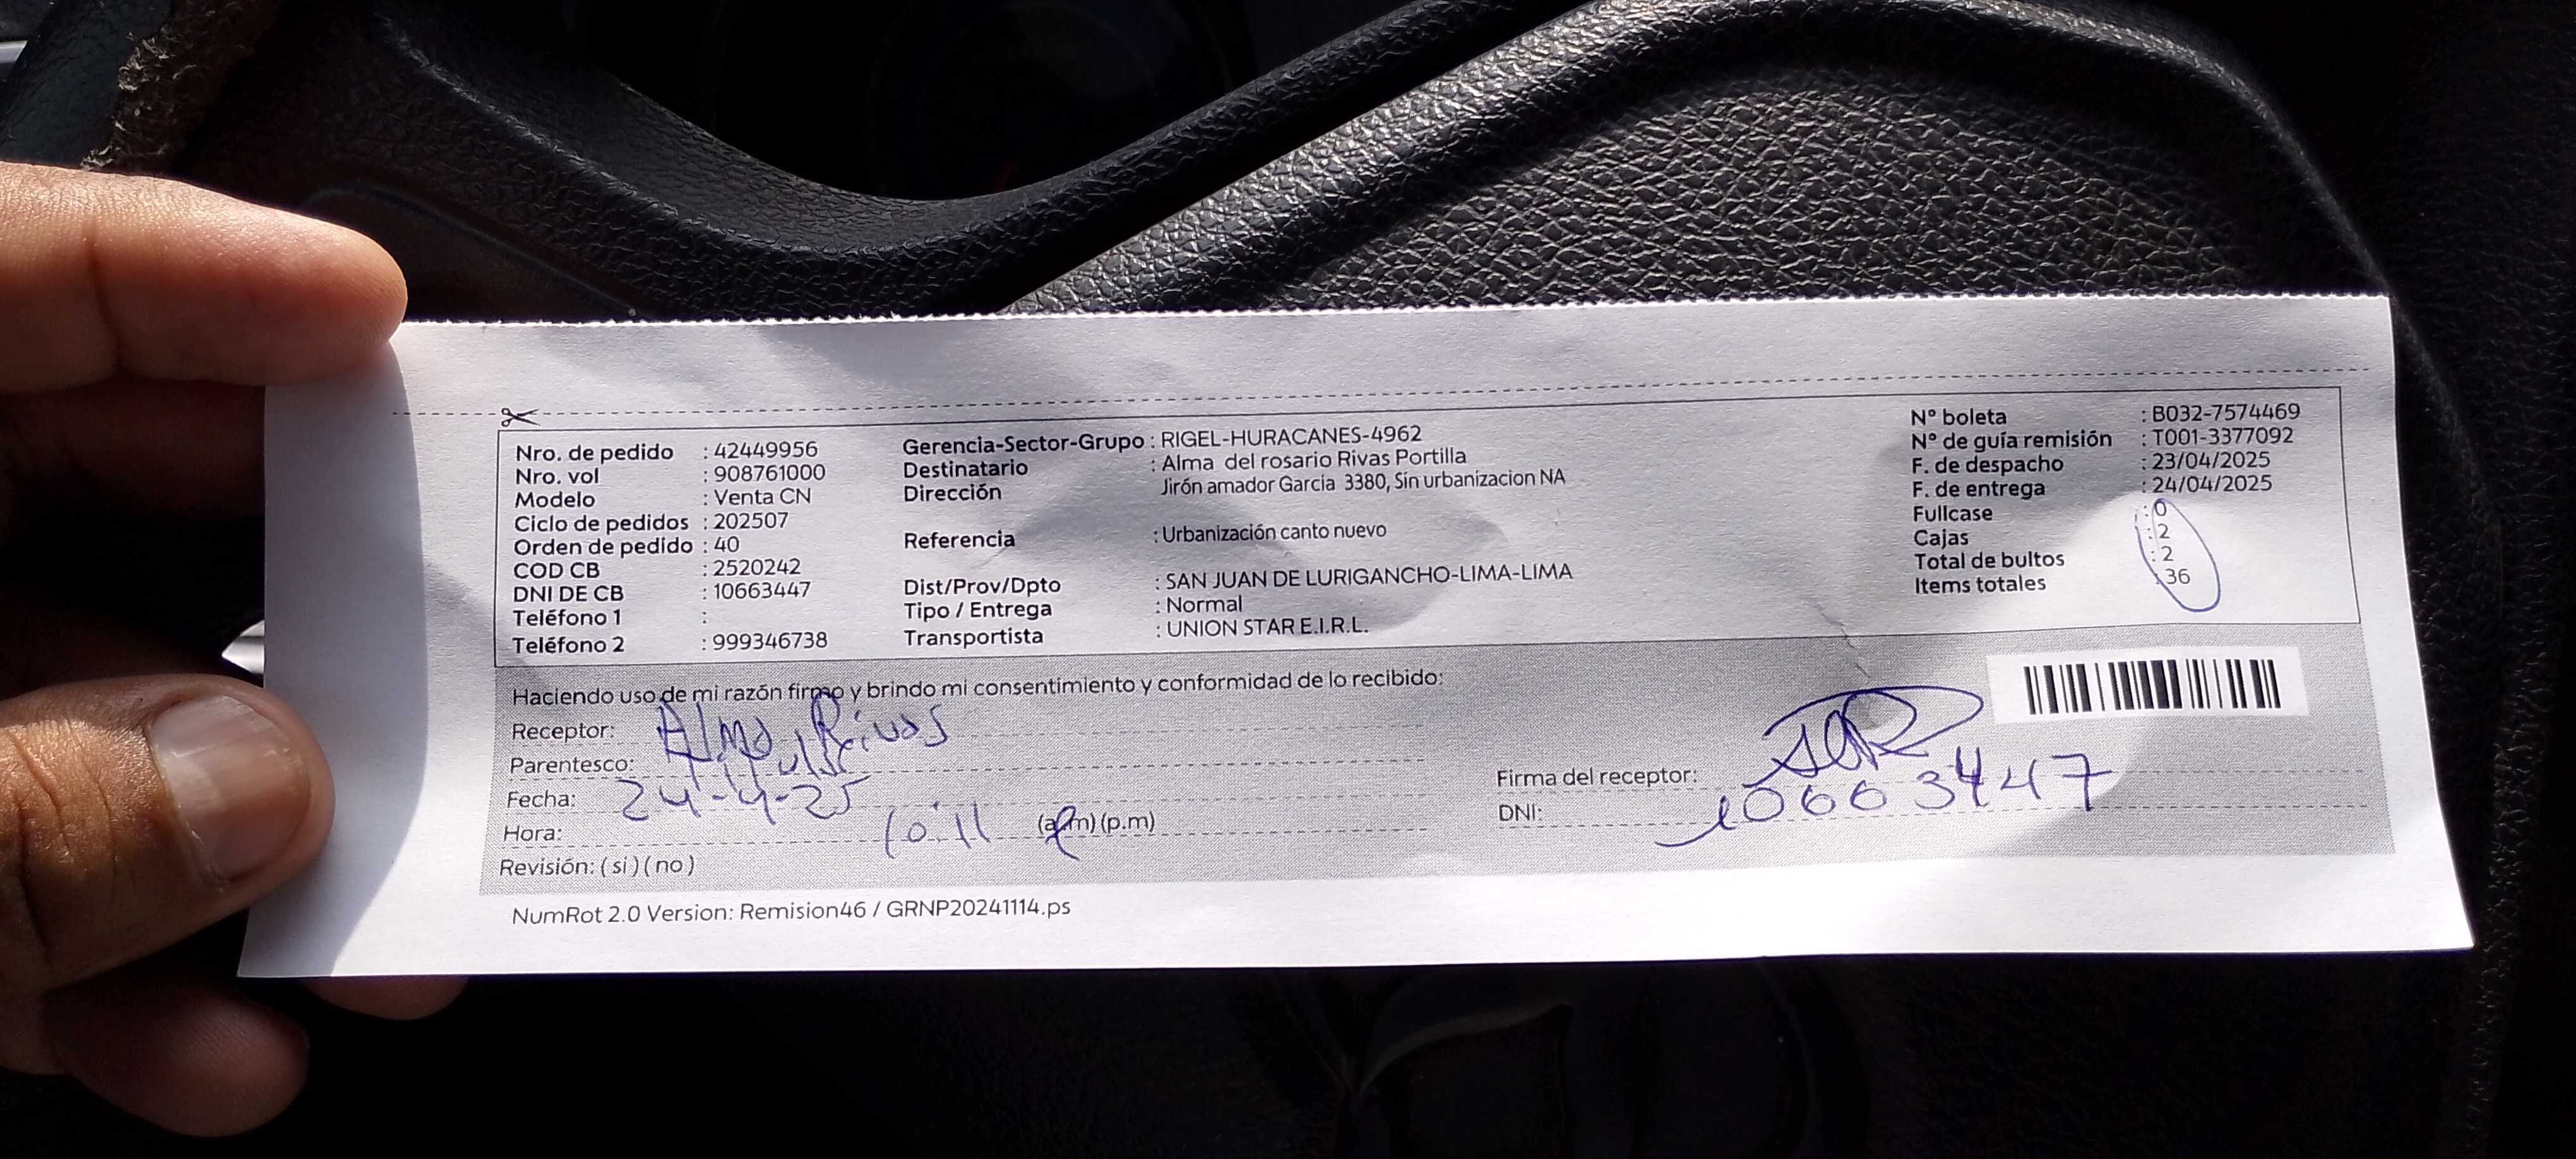 Nro. de pedido : 42449956
Nro. vol : 908761000
Modelo : Venta CN
Ciclo de pedidos : 202507
Orden de pedido : 40
COD CB : 2520242
DNI DE CB : 10663447
Teléfono 1 :
Teléfono 2 : 999346738
Gerencia-Sector-Grupo : RIGEL-HURACANES-4962
Destinatario : Alma del rosario Rivas Portilla
Dirección Jirón amador Garcia 3380, Sin urbanizacion NA
Referencia : Urbanización canto nuevo
Dist/Prov/Dpto : SAN JUAN DE LURIGANCHO-LIMA-LIMA
Tipo / Entrega : Normal
Transportista : UNION STAR E.I.R.L.
N° boleta : B032-7574469
N° de guía remisión : T001-3377092
F. de despacho : 23/04/2025
F. de entrega : 24/04/2025
Fullcase : 0
Cajas : 2
Total de bultos : 2
Items totales : 36
Haciendo uso de mi razón firmo y brindo mi consentimiento y conformidad de lo recibido:
Receptor: Alma Rivas
Parentesco:
Fecha: 24-4-25
Hora: 10:11 (a.m) (p.m)
Revisión: ( si ) ( no )
Firma del receptor:
DNI: 10663447
NumRot 2.0 Version: Remision46 / GRNP20241114.ps